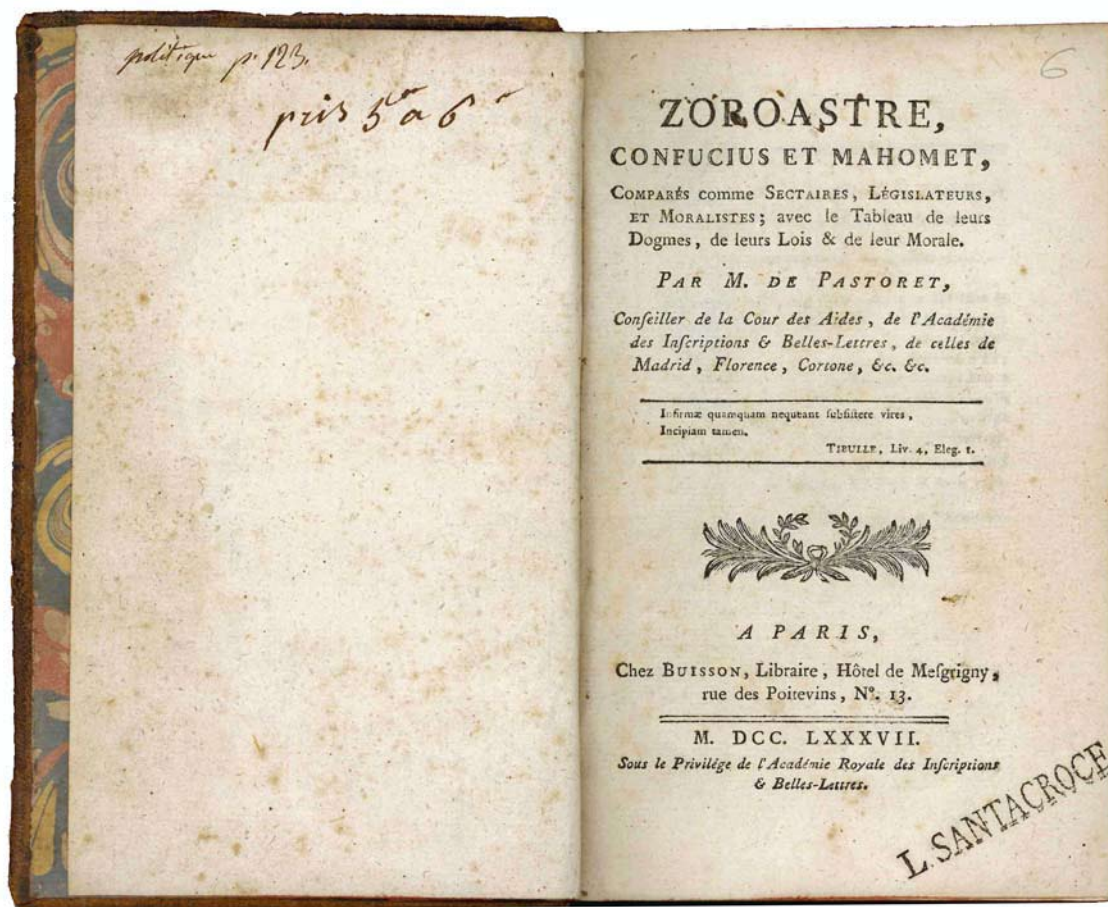 politique p. 123.
pris 5 a 6
6
ZOROASTRE,
CONFUCIUS ET MAHOMET,
COMPARÉS comme SECTAIRES, LÉGISLATEURS,
ET MORALISTES; avec le Tableau de leurs
Dogmes, de leurs Lois & de leur Morale.
PAR M. DE PASTORET,
Conſeiller de la Cour des Aides, de l'Académie
des Inſcriptions & Belles-Lettres, de celles de
Madrid, Florence, Cortone, &c. &c.
Infirmæ quamquam nequeant ſubſiſtere vires,
Incipiam tamen.
TIBULLE, Liv. 4, Eleg. 1.
A PARIS,
Chez BUISSON, Libraire, Hôtel de Meſgrigny,
rue des Poitevins, Nº. 13.
M. DCC. LXXXVII.
Sous le Privilége de l'Académie Royale des Inſcriptions
& Belles-Lettres.
L. SANTACROCE